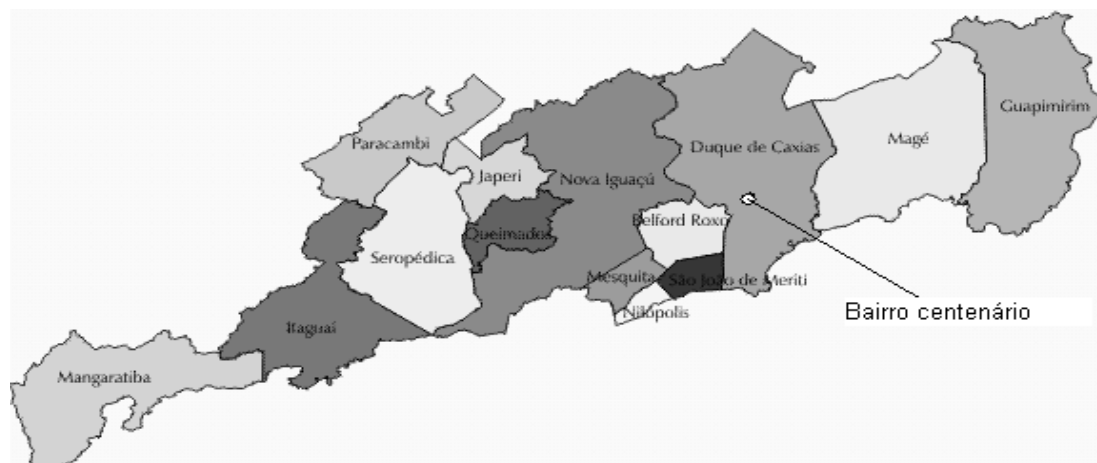 Guapimirim
Magé
Paracambi
Duque de Caxias
Japeri
Nova Iguaçú
Belford Roxo
Queimados
Seropédica
Mesquita
São João de Meriti
Nilópolis
Bairro centenário
Itaguaí
Mangaratiba